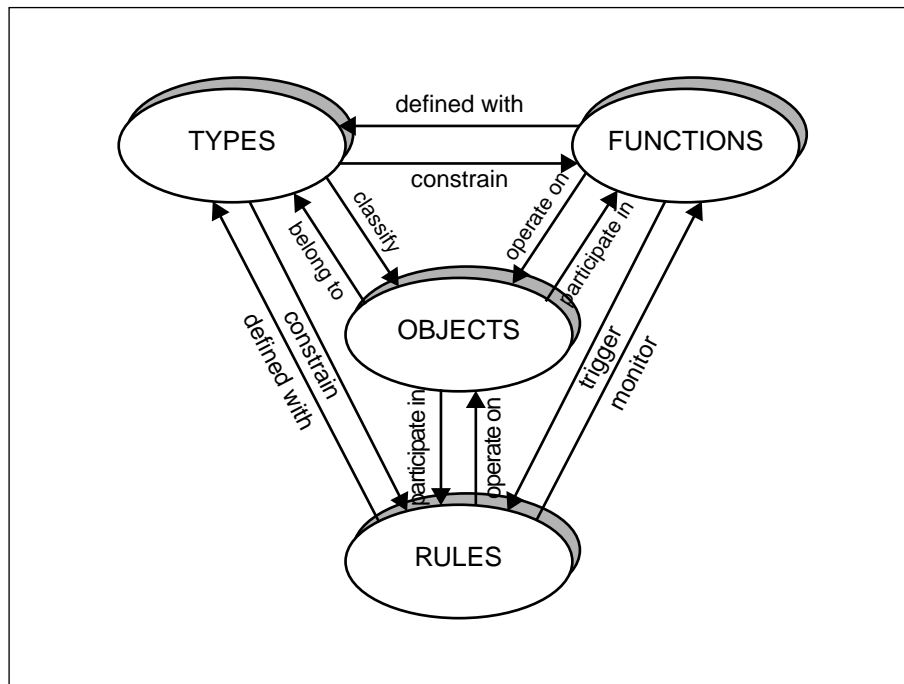 defined with
TYPES
FUNCTIONS
constrain
classify
belong to
operate on
participate in
OBJECTS
defined with
constrain
trigger
monitor
participate in
operate on
RULES